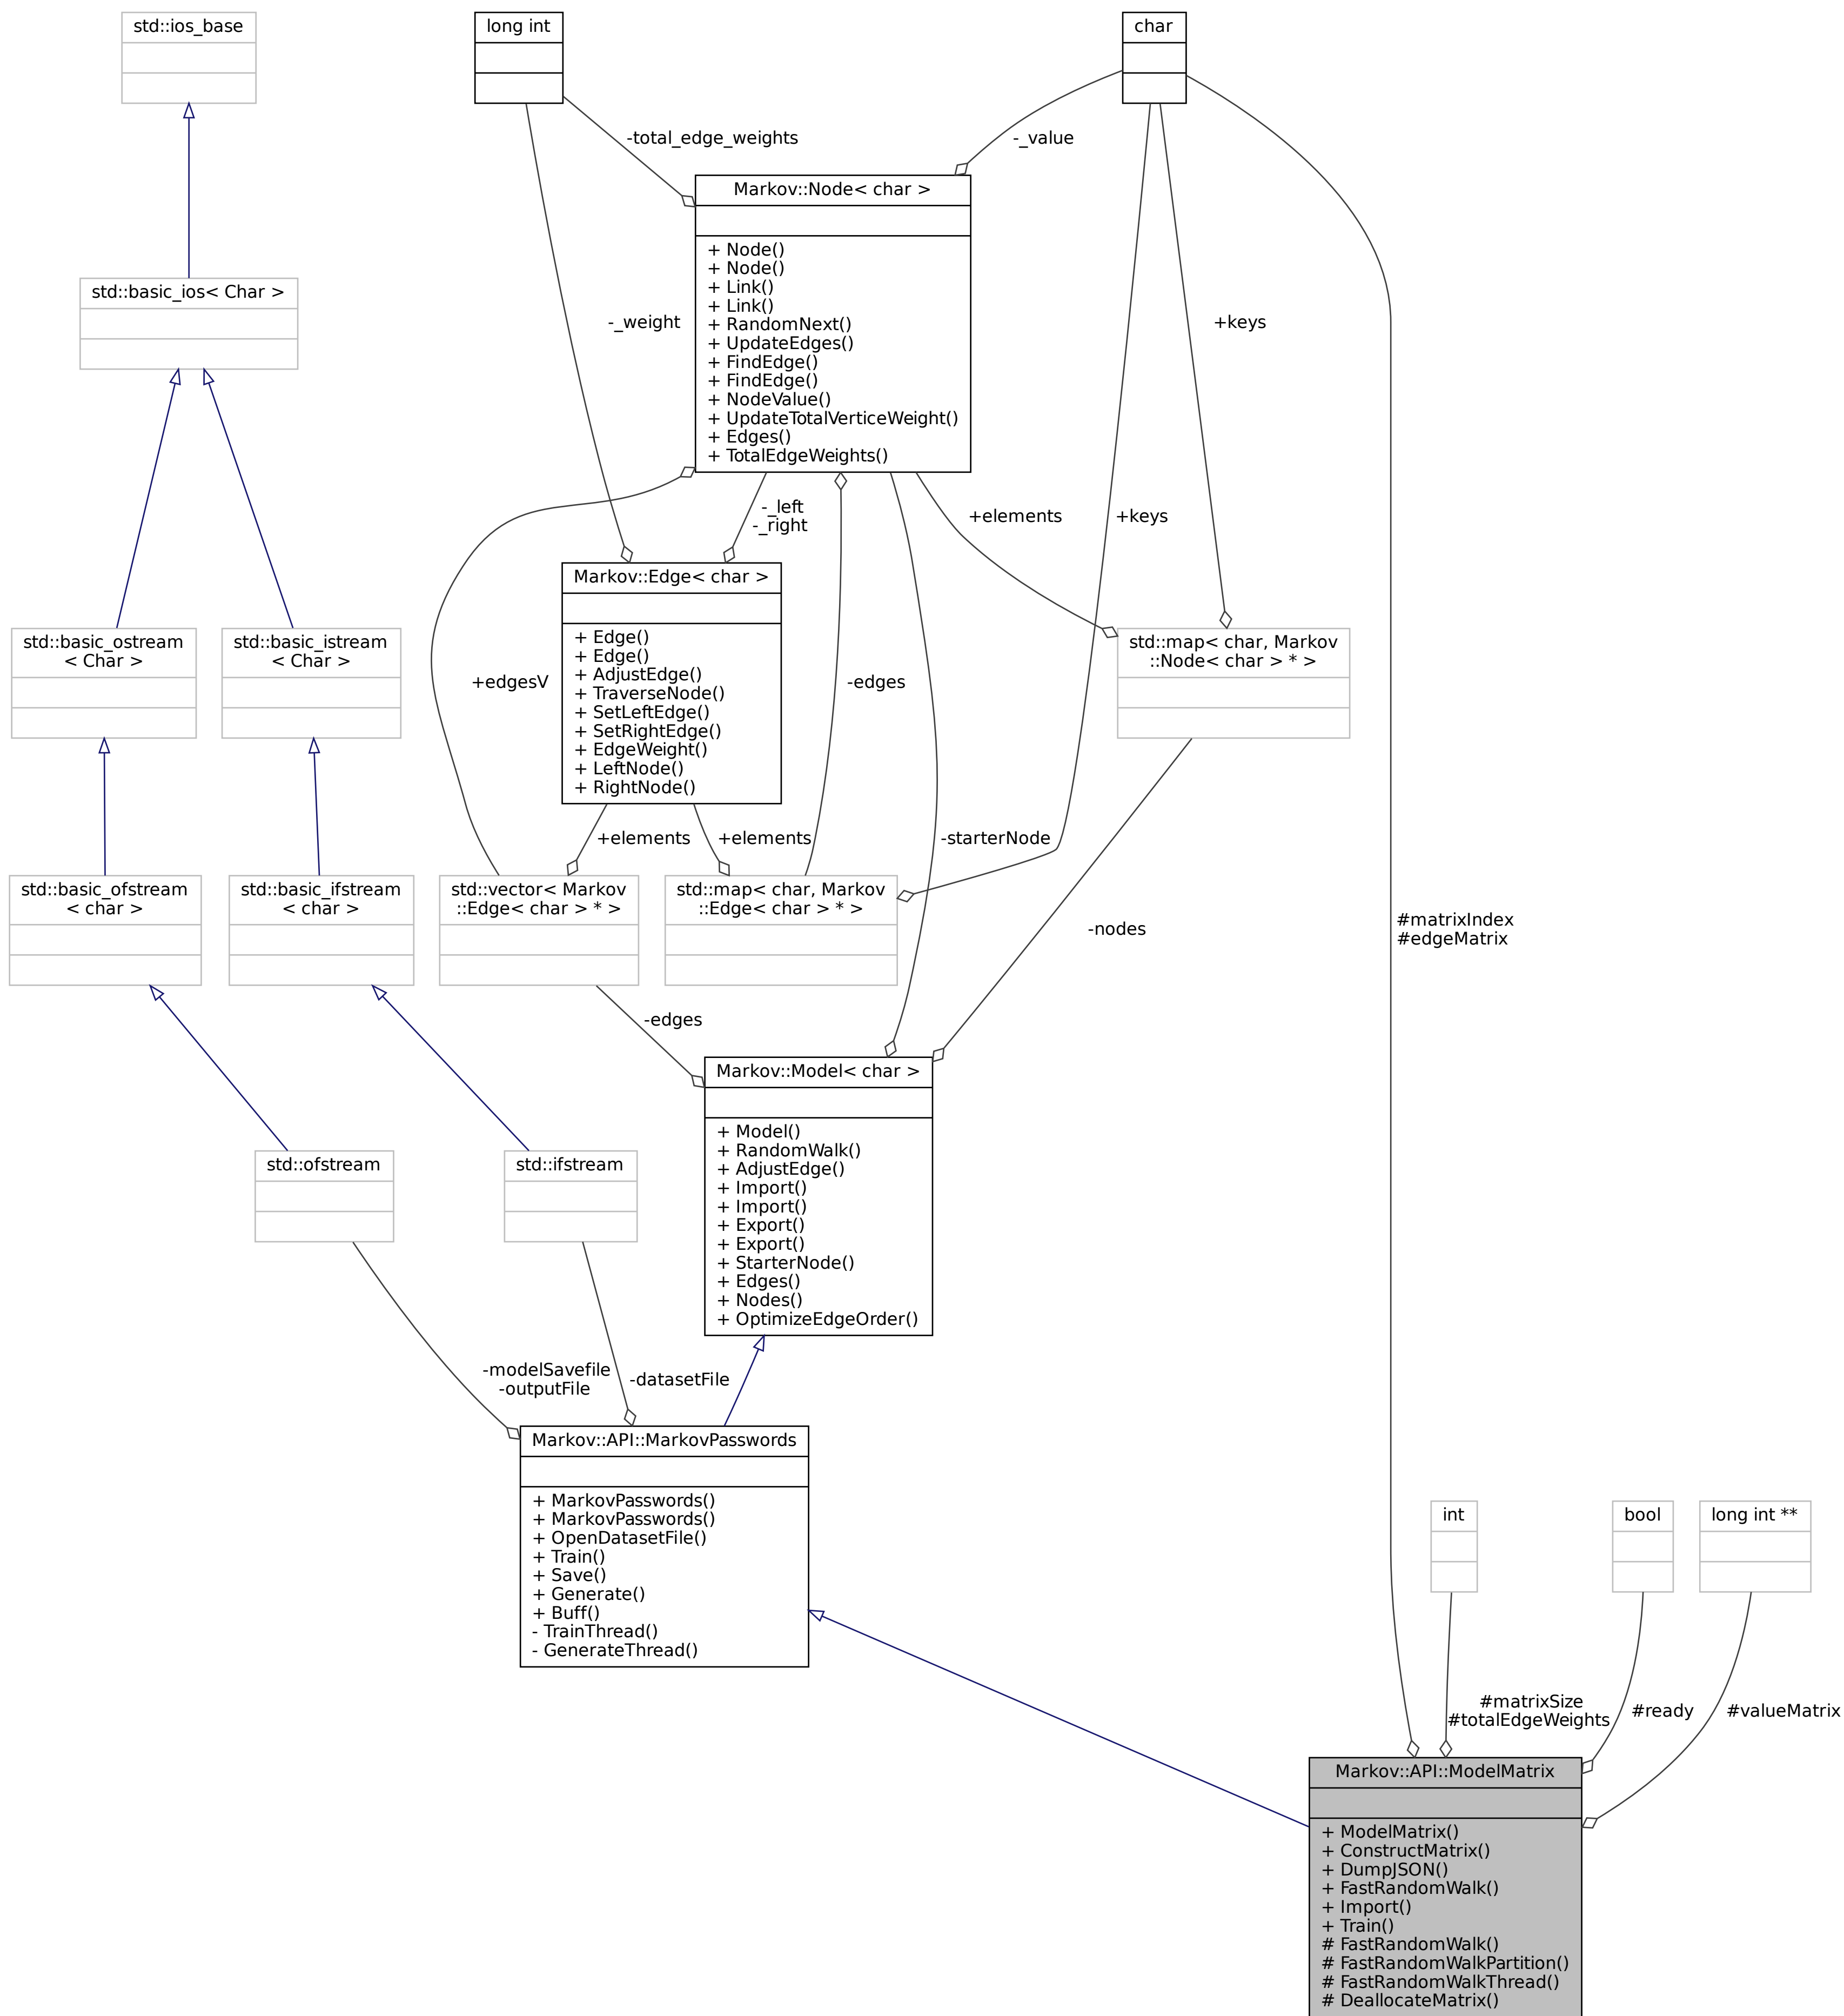 std::ios_base
long int
char
-total_edge_weights
-_value
Markov::Node< char >
+ Node()
+ Node()
+ Link()
+ Link()
+ RandomNext()
+ UpdateEdges()
+ FindEdge()
+ FindEdge()
+ NodeValue()
+ UpdateTotalVerticeWeight()
+ Edges()
+ TotalEdgeWeights()
std::basic_ios< Char >
-_weight
+keys
-_left
-_right
+elements
+keys
Markov::Edge< char >
+ Edge()
+ Edge()
+ AdjustEdge()
+ TraverseNode()
+ SetLeftEdge()
+ SetRightEdge()
+ EdgeWeight()
+ LeftNode()
+ RightNode()
std::basic_ostream
< Char >
std::basic_istream
< Char >
std::map< char, Markov
::Node< char > * >
+edgesV
-edges
+elements
+elements
-starterNode
std::basic_ofstream
< char >
std::basic_ifstream
< char >
std::vector< Markov
::Edge< char > * >
std::map< char, Markov
::Edge< char > * >
-nodes
#matrixIndex
#edgeMatrix
-edges
Markov::Model< char >
+ Model()
+ RandomWalk()
+ AdjustEdge()
+ Import()
+ Import()
+ Export()
+ Export()
+ StarterNode()
+ Edges()
+ Nodes()
+ OptimizeEdgeOrder()
std::ofstream
std::ifstream
-modelSavefile
-outputFile
-datasetFile
Markov::API::MarkovPasswords
+ MarkovPasswords()
+ MarkovPasswords()
+ OpenDatasetFile()
+ Train()
+ Save()
+ Generate()
+ Buff()
- TrainThread()
- GenerateThread()
int
bool
long int **
#matrixSize
#totalEdgeWeights
#ready
#valueMatrix
Markov::API::ModelMatrix
+ ModelMatrix()
+ ConstructMatrix()
+ DumpJSON()
+ FastRandomWalk()
+ Import()
+ Train()
# FastRandomWalk()
# FastRandomWalkPartition()
# FastRandomWalkThread()
# DeallocateMatrix()